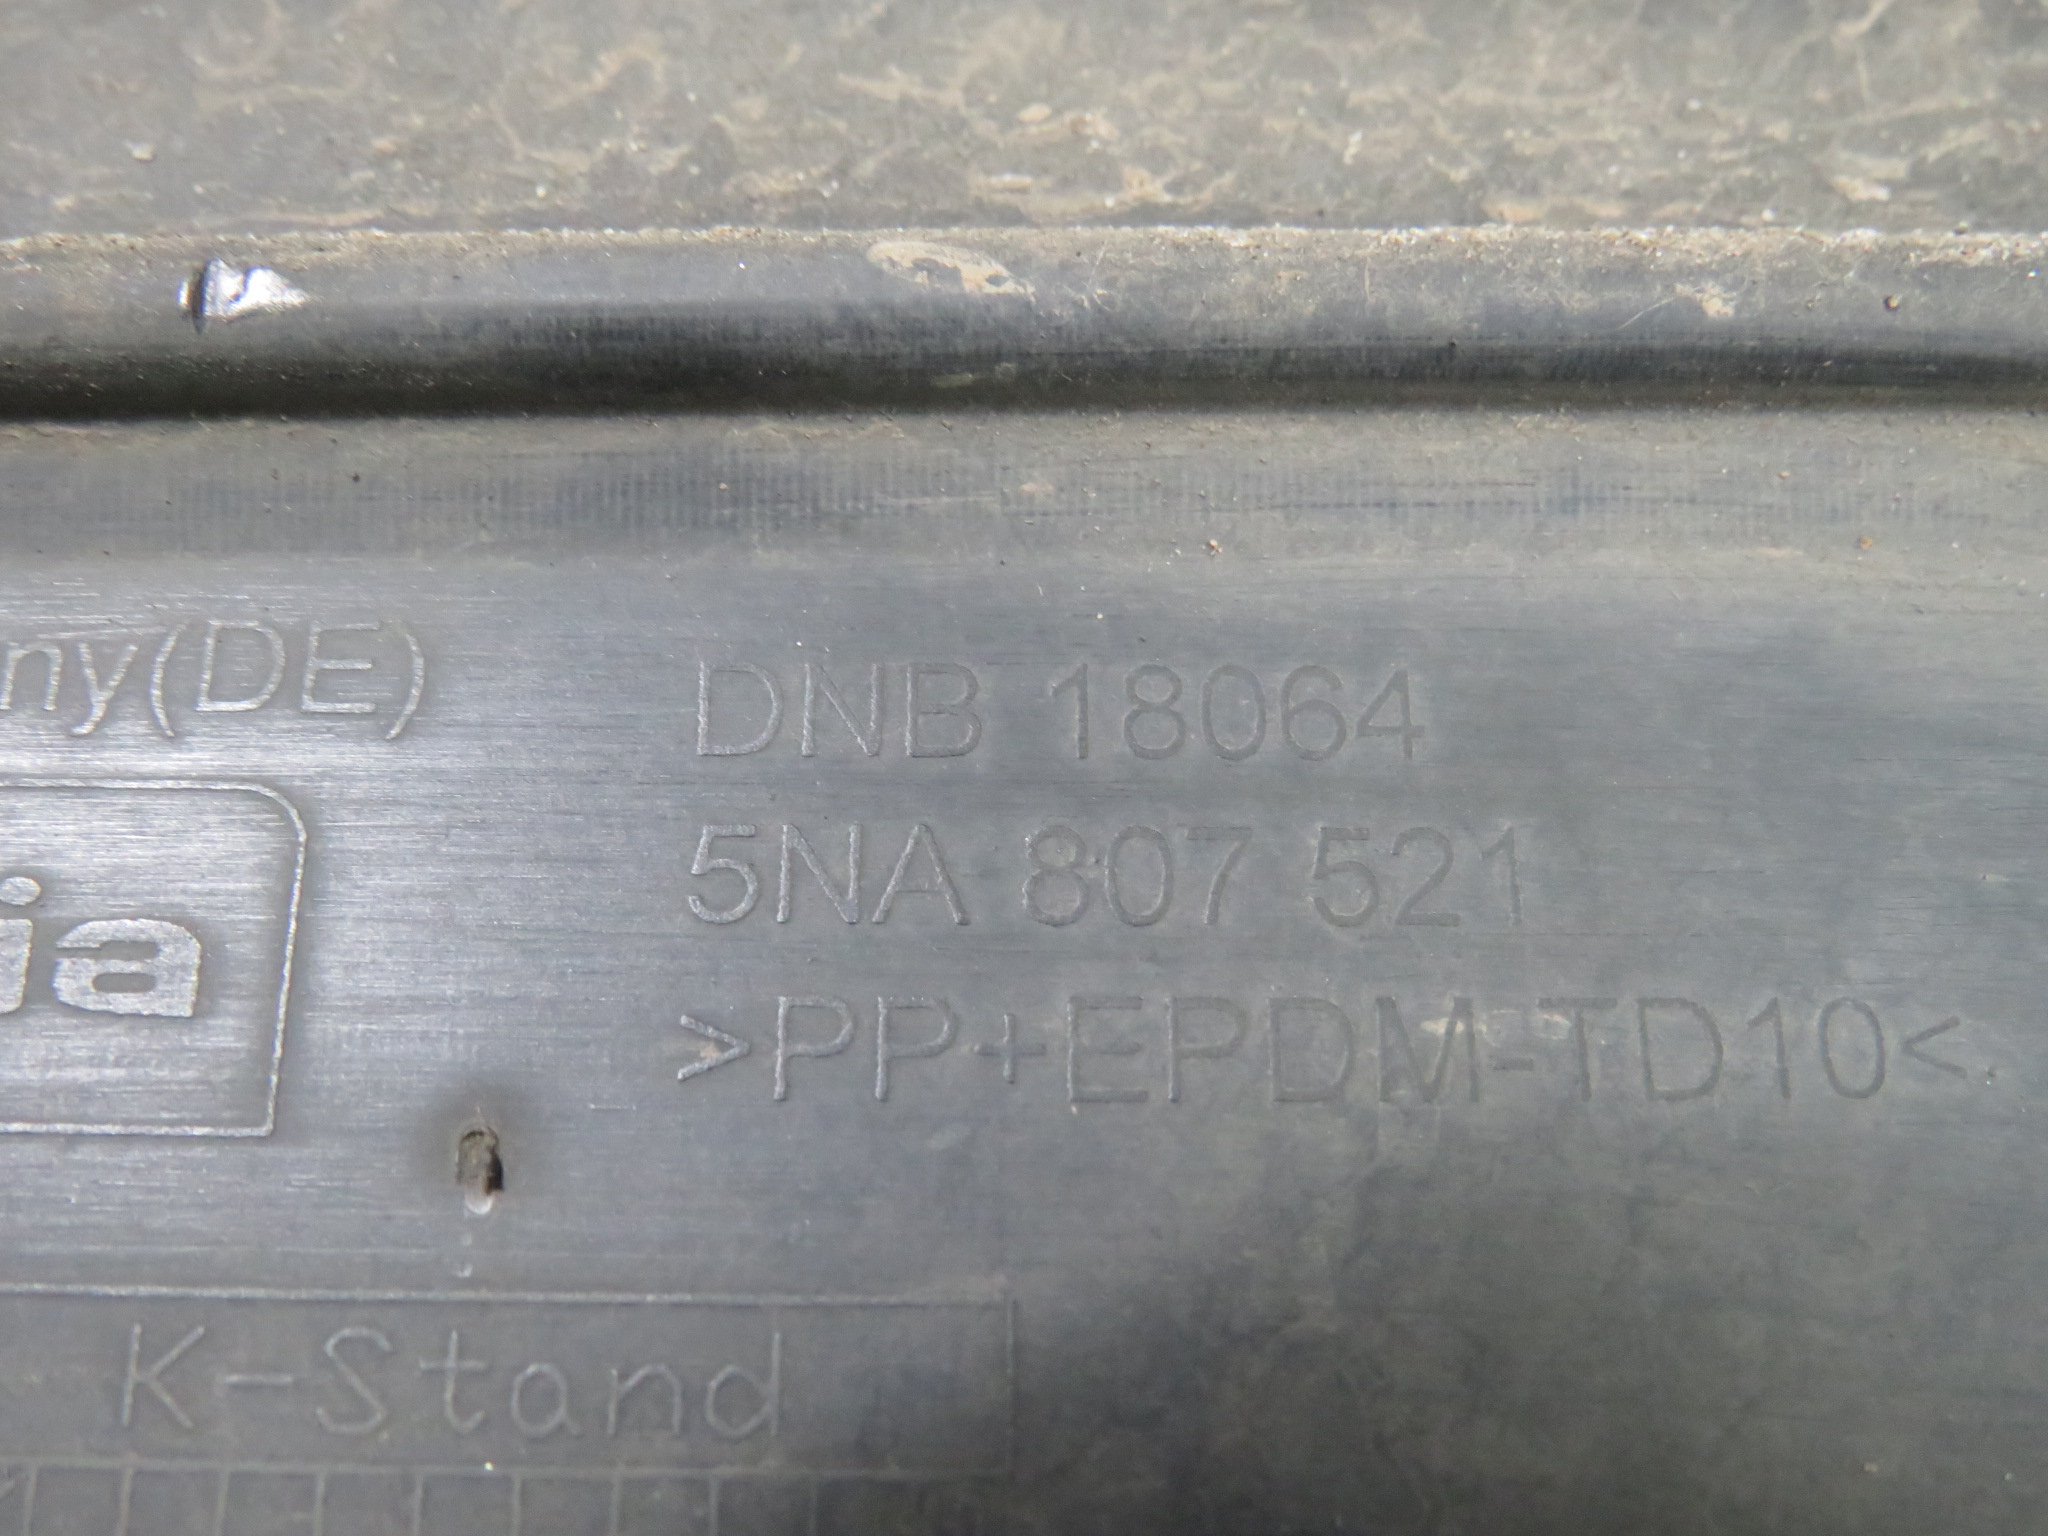 ny(DE)
DNB 18064
5NA 807 521
ia
>PP+EPDM-TD10<
K-Stand